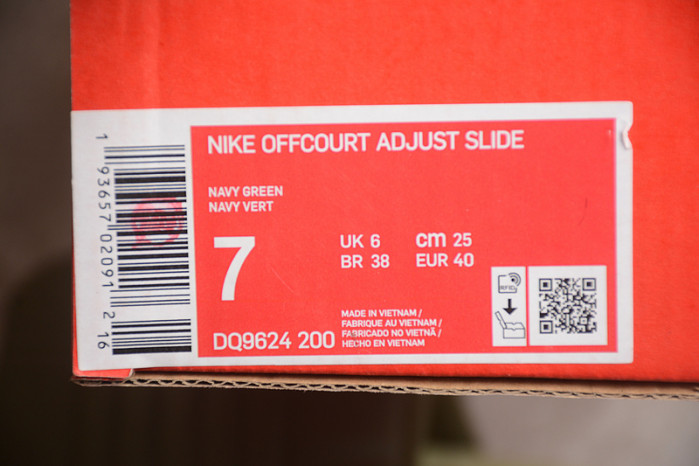 NIKE OFFCOURT ADJUST SLIDE
NAVY GREEN
NAVY VERT
7
UK 6 cm 25
BR 38 EUR 40
RFID
MADE IN VIETNAM /
FABRIQUE AU VIETNAM /
FABRICADO NO VIETNÃ /
HECHO EN VIETNAM
DQ9624 200
1 93657 02091 2 16